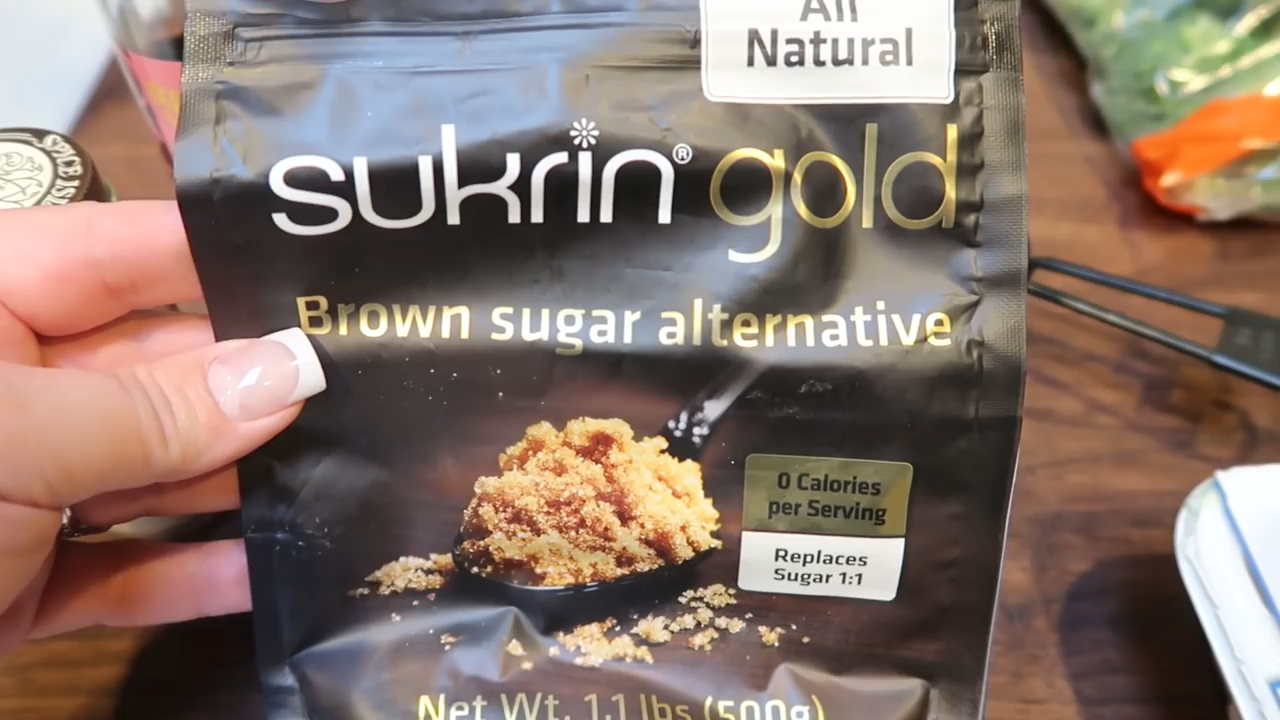 All
Natural
sukrin® gold
Brown sugar alternative
0 Calories
per Serving
Replaces
Sugar 1:1
Net Wt. 1.1 lbs (500g)
SPICE